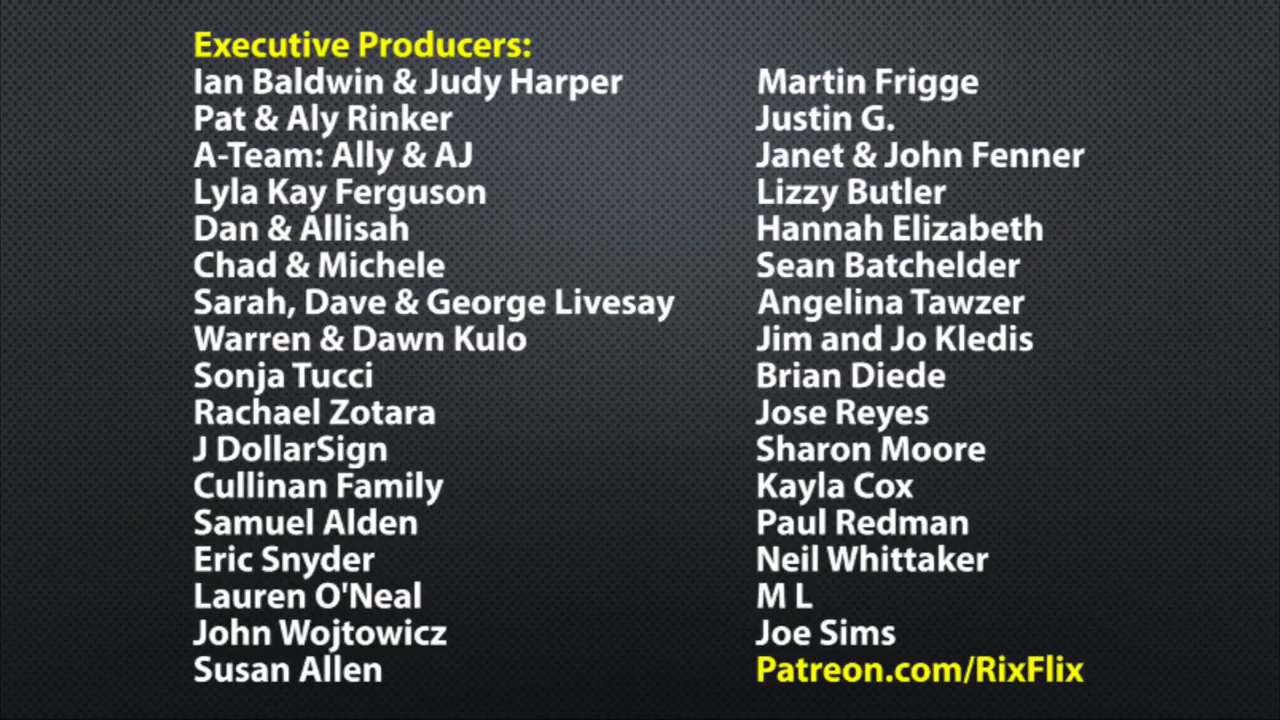 Executive Producers:
Ian Baldwin & Judy Harper
Pat & Aly Rinker
A-Team: Ally & AJ
Lyla Kay Ferguson
Dan & Allisah
Chad & Michele
Sarah, Dave & George Livesay
Warren & Dawn Kulo
Sonja Tucci
Rachael Zotara
J DollarSign
Cullinan Family
Samuel Alden
Eric Snyder
Lauren O'Neal
John Wojtowicz
Susan Allen
Martin Frigge
Justin G.
Janet & John Fenner
Lizzy Butler
Hannah Elizabeth
Sean Batchelder
Angelina Tawzer
Jim and Jo Kledis
Brian Diede
Jose Reyes
Sharon Moore
Kayla Cox
Paul Redman
Neil Whittaker
M L
Joe Sims
Patreon.com/RixFlix